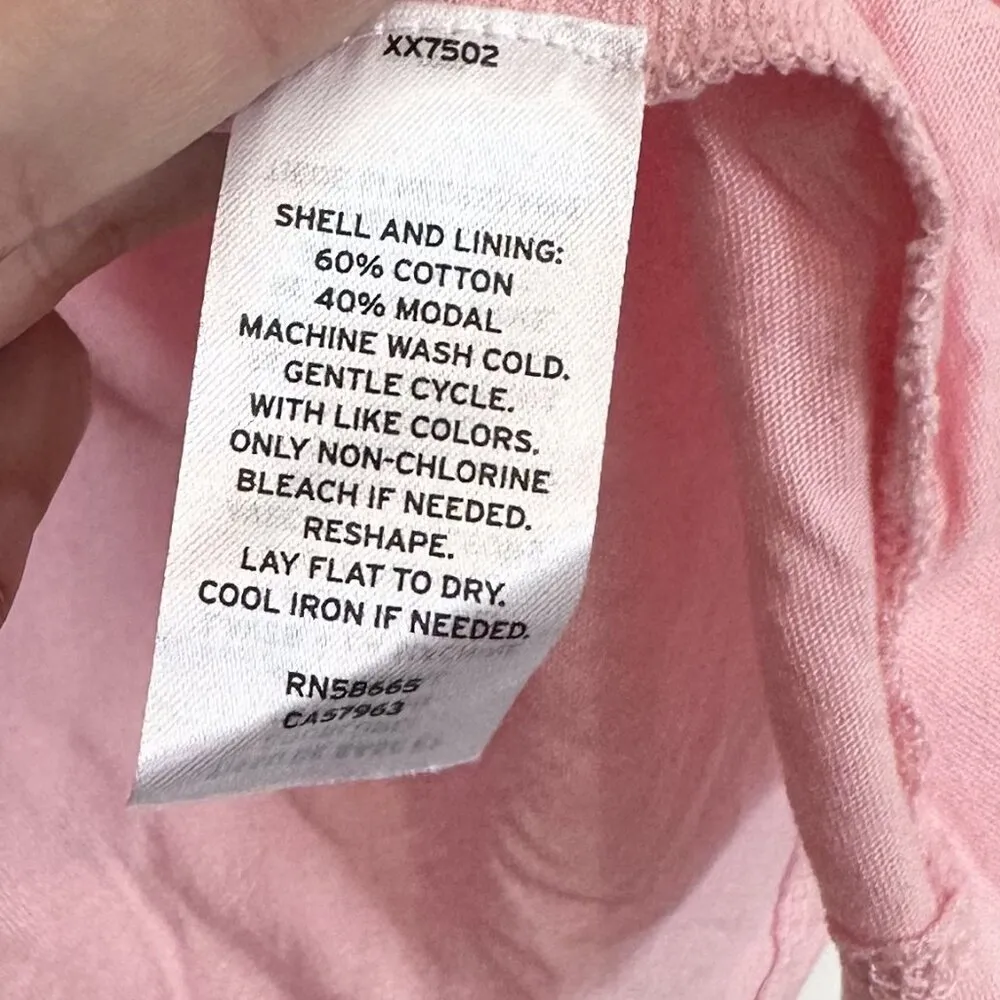 XX7502
SHELL AND LINING:
60% COTTON
40% MODAL
MACHINE WASH COLD.
GENTLE CYCLE.
WITH LIKE COLORS.
ONLY NON-CHLORINE
BLEACH IF NEEDED.
RESHAPE.
LAY FLAT TO DRY.
COOL IRON IF NEEDED.
RN58665
CA57963